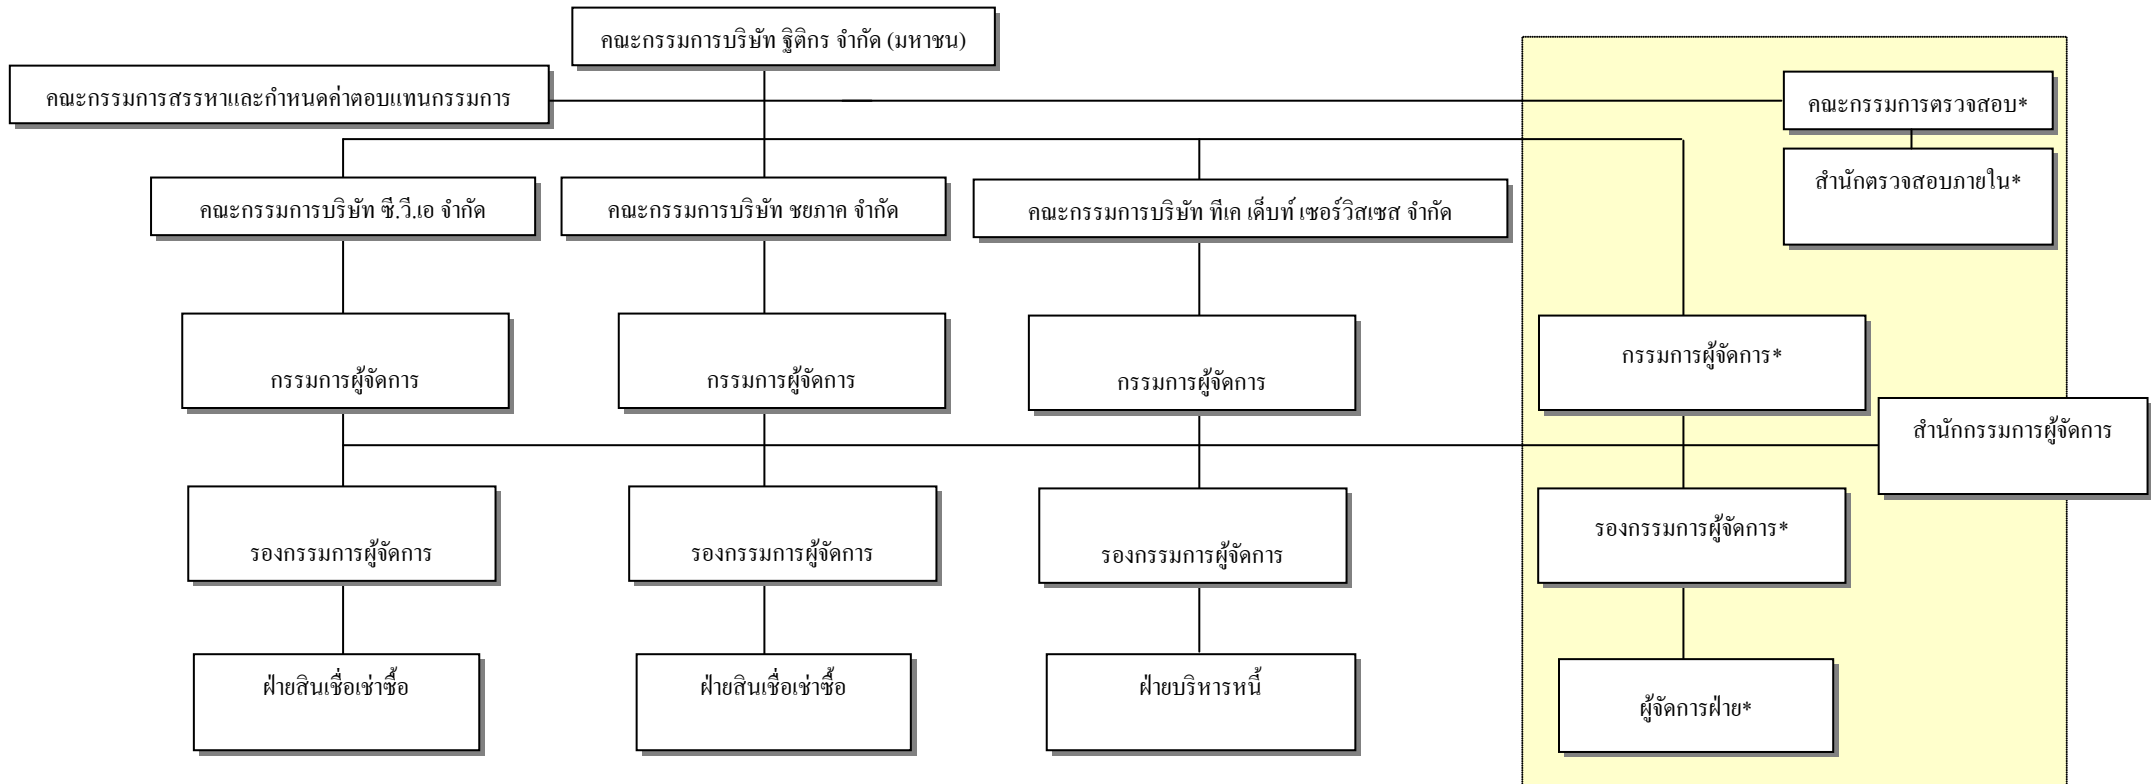 คณะกรรมการบริษัท ฐิติกร จำกัด (มหาชน)
คณะกรรมการสรรหาและกำหนดค่าตอบแทนกรรมการ
คณะกรรมการตรวจสอบ*
สำนักตรวจสอบภายใน*
คณะกรรมการบริษัท ซี.วี.เอ จำกัด
คณะกรรมการบริษัท ชยภาค จำกัด
คณะกรรมการบริษัท ทีเค เด็บท์ เซอร์วิสเซส จำกัด
กรรมการผู้จัดการ
กรรมการผู้จัดการ
กรรมการผู้จัดการ
กรรมการผู้จัดการ*
สำนักกรรมการผู้จัดการ
รองกรรมการผู้จัดการ
รองกรรมการผู้จัดการ
รองกรรมการผู้จัดการ
รองกรรมการผู้จัดการ*
ฝ่ายสินเชื่อเช่าซื้อ
ฝ่ายสินเชื่อเช่าซื้อ
ฝ่ายบริหารหนี้
ผู้จัดการฝ่าย*